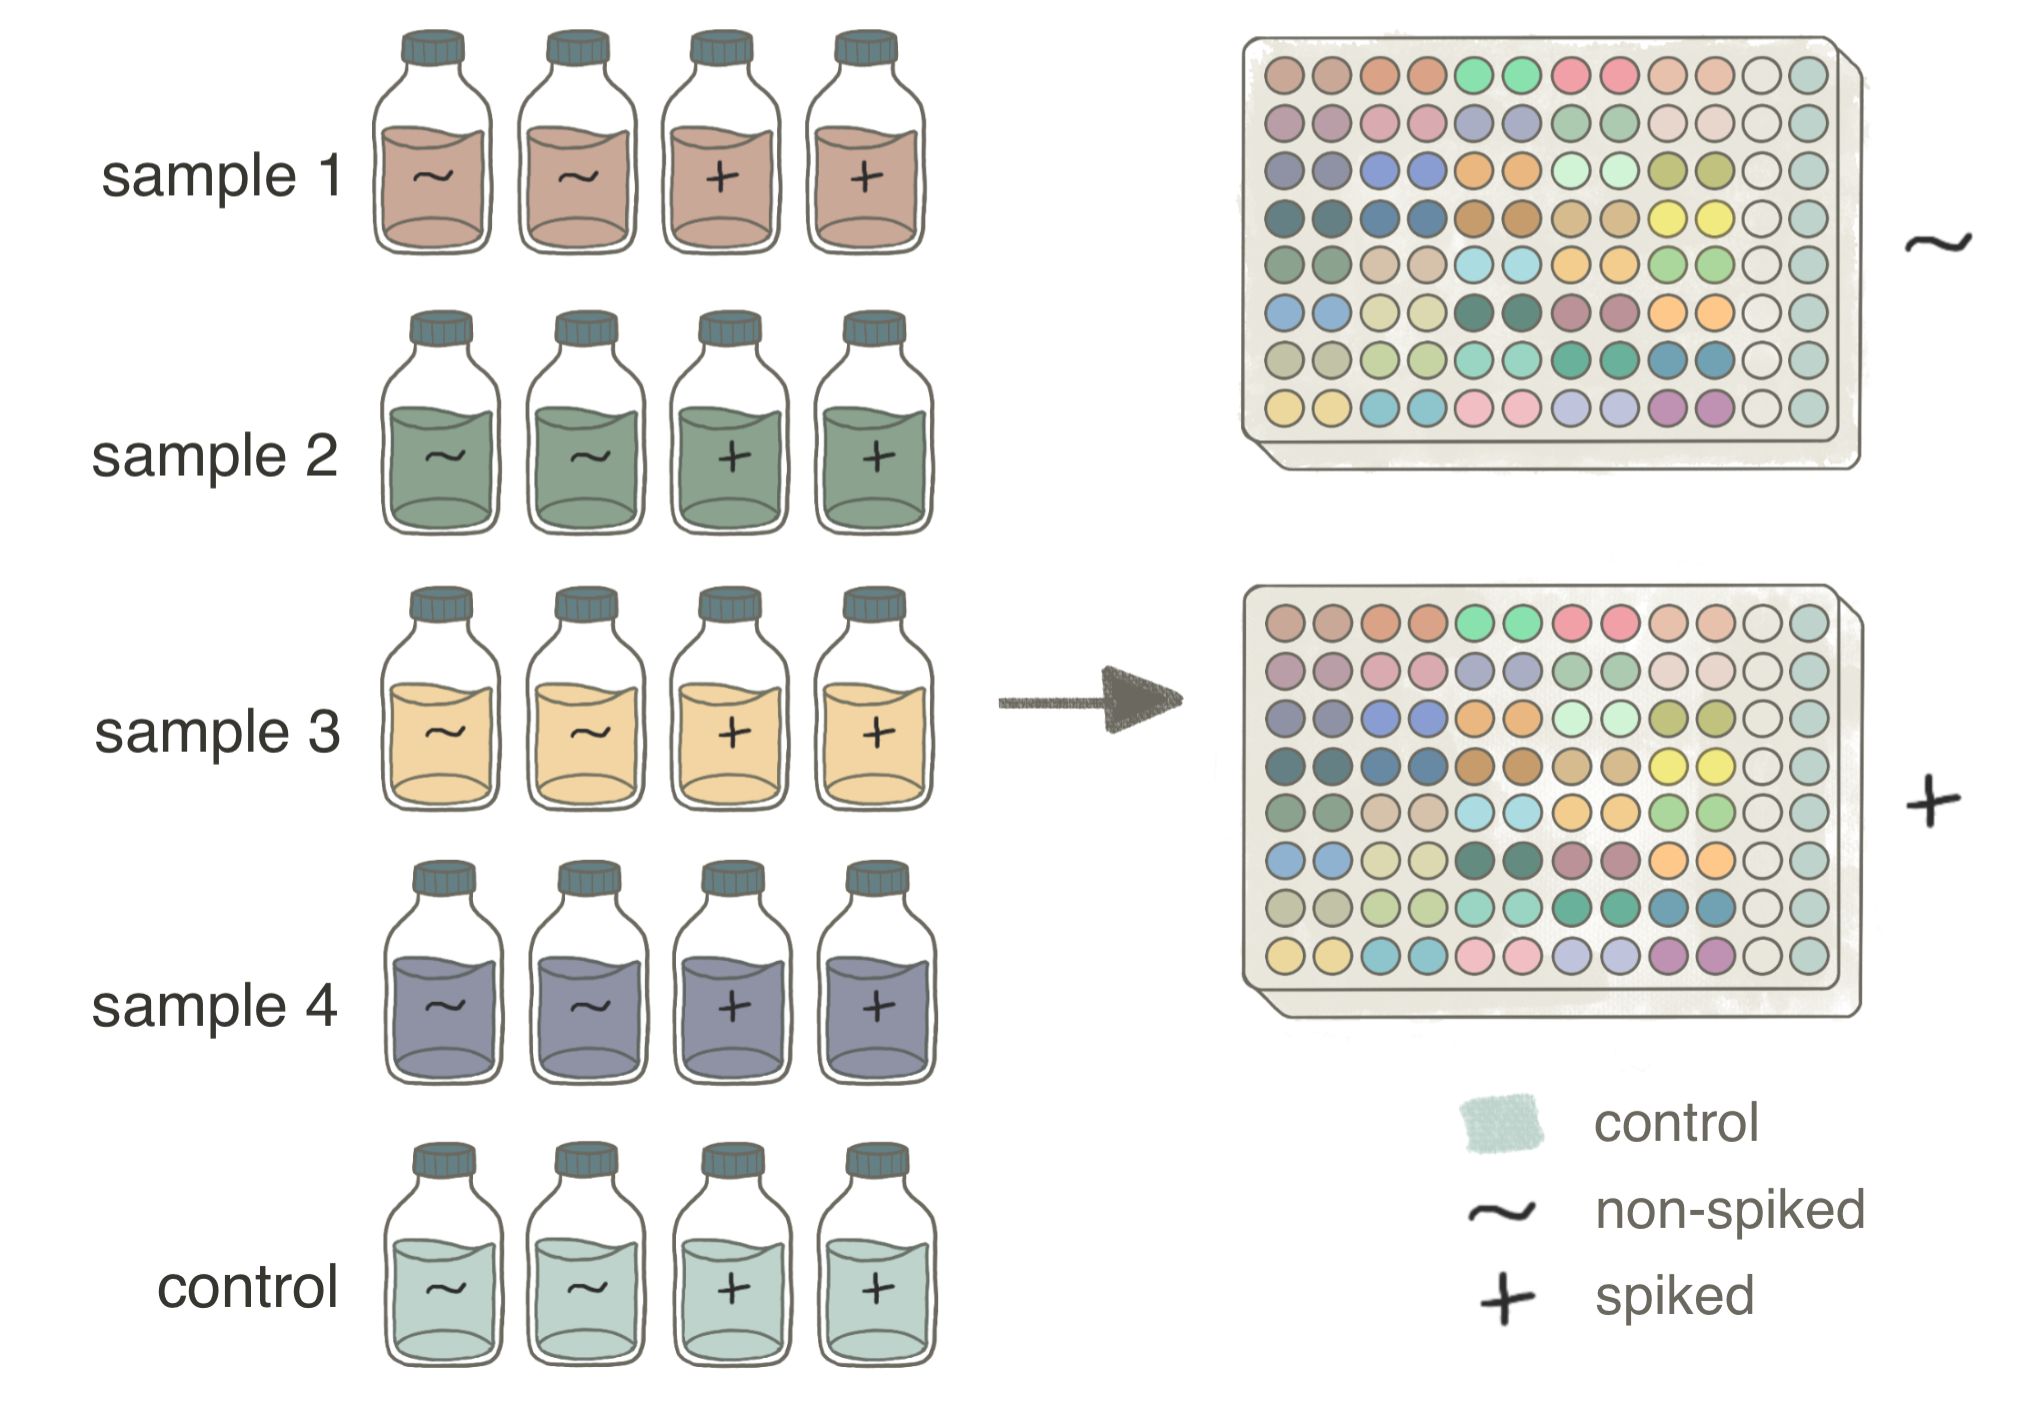 sample 1
~ ~ + +
sample 2
~ ~ + +
sample 3
~ ~ + +
sample 4
~ ~ + +
control
~ ~ + +
~
+
control
~ non-spiked
+ spiked